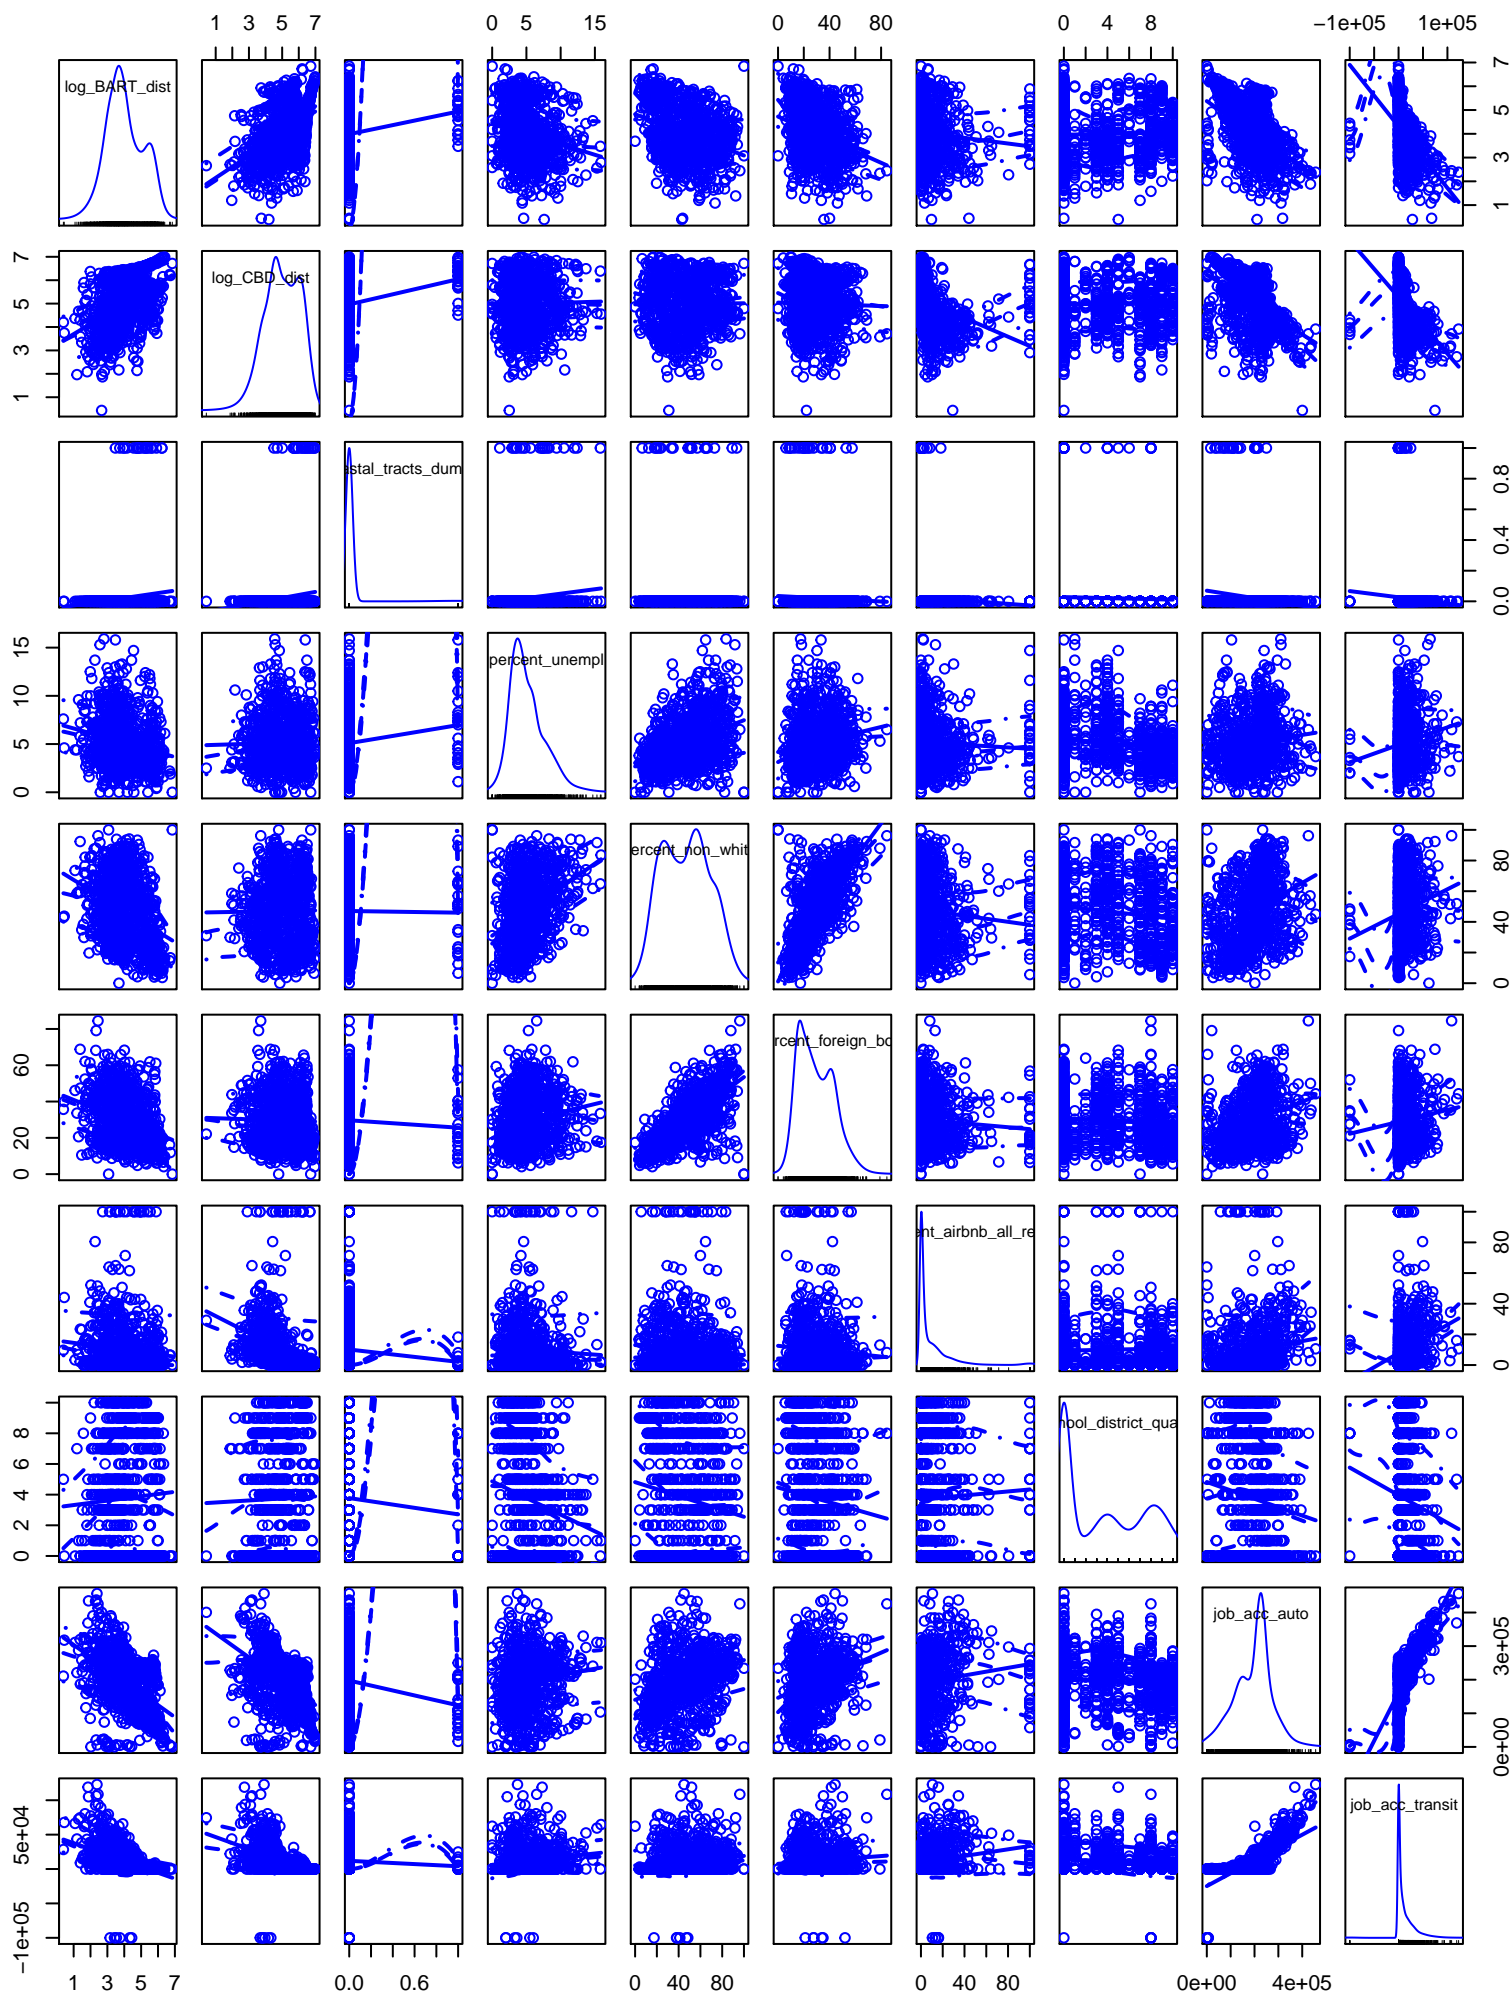 1 3 5 7 0 5 15 0 40 80 0 4 8 −1e+05 1e+05
log_BART_dist
1 3 5 7
log_CBD_dist
1 3 5 7
stal_tracts_dum
0.0 0.4 0.8
percent_unempl
0 5 10 15
ercent_non_whit
0 40 80
rcent_foreign_bo
0 20 60
ent_airbnb_all_re
0 40 80
hool_district_qua
0 2 4 6 8
job_acc_auto
0e+00 3e+05
job_acc_transit
−1e+05 5e+04
1 3 5 7 0.0 0.6 0 5 15 0 40 80 0 40 80 0e+00 4e+05